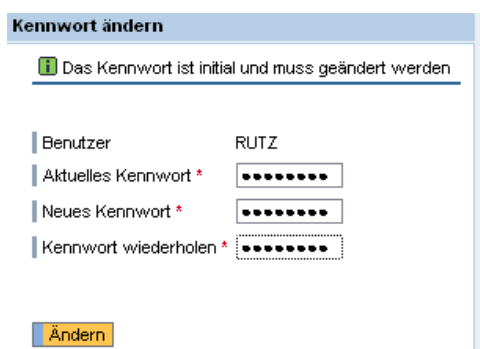 Kennwort ändern
Das Kennwort ist initial und muss geändert werden
Benutzer RUTZ
Aktuelles Kennwort * ••••••••
Neues Kennwort * ••••••••
Kennwort wiederholen * ••••••••
Ändern